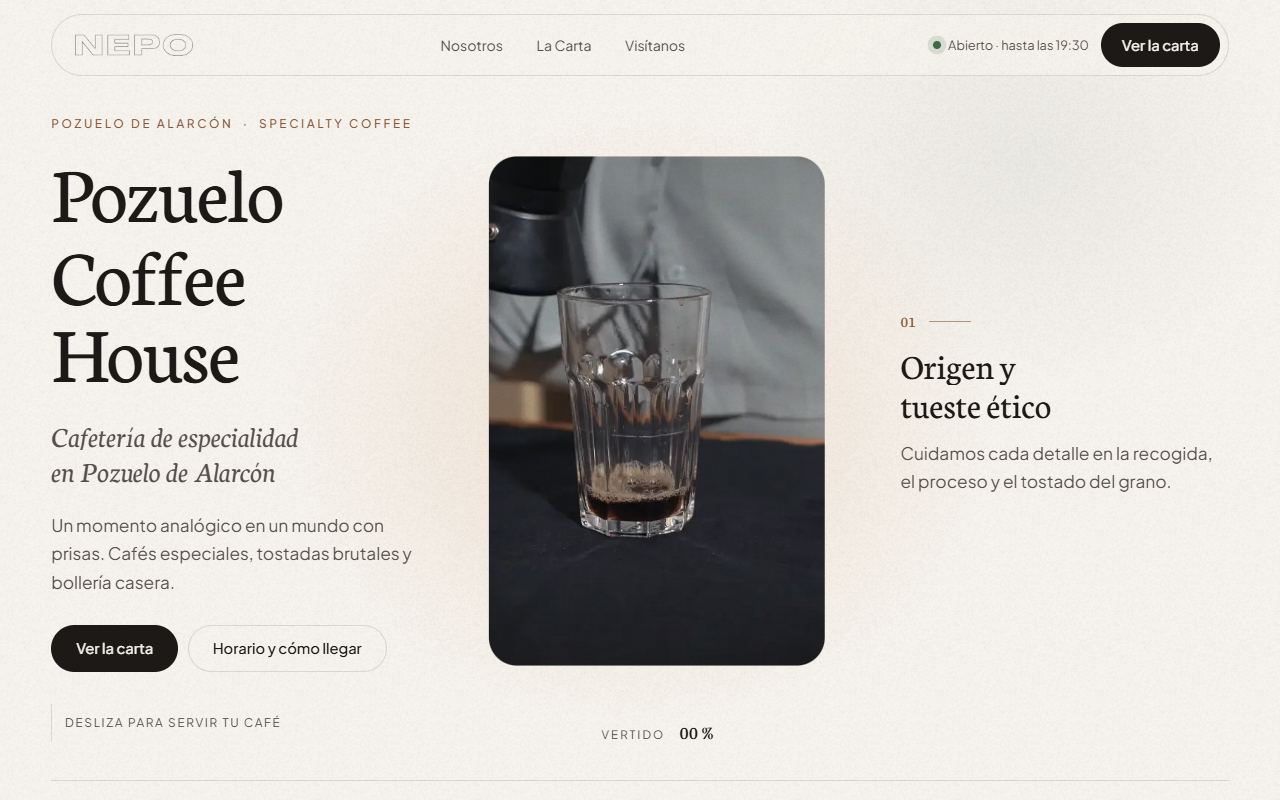 NEPO
Nosotros
La Carta
Visítanos
Abierto · hasta las 19:30
Ver la carta
POZUELO DE ALARCÓN · SPECIALTY COFFEE
Pozuelo
Coffee
House
Cafetería de especialidad
en Pozuelo de Alarcón
Un momento analógico en un mundo con
prisas. Cafés especiales, tostadas brutales y
bollería casera.
Ver la carta
Horario y cómo llegar
DESLIZA PARA SERVIR TU CAFÉ
VERTIDO 00 %
01
Origen y
tueste ético
Cuidamos cada detalle en la recogida,
el proceso y el tostado del grano.